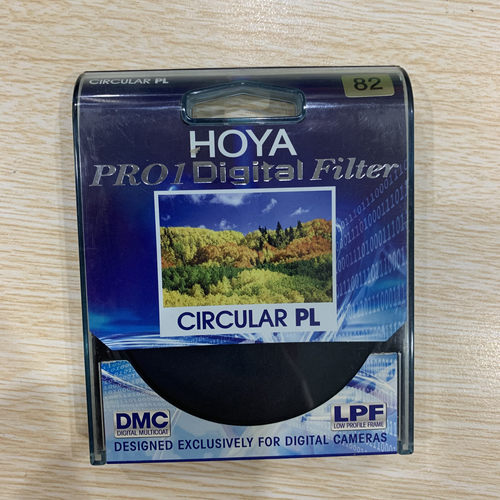 CIRCULAR PL
82
HOYA
PRO1 Digital Filter
CIRCULAR PL
DMC
DIGITAL MULTICOAT
LPF
LOW PROFILE FRAME
DESIGNED EXCLUSIVELY FOR DIGITAL CAMERAS